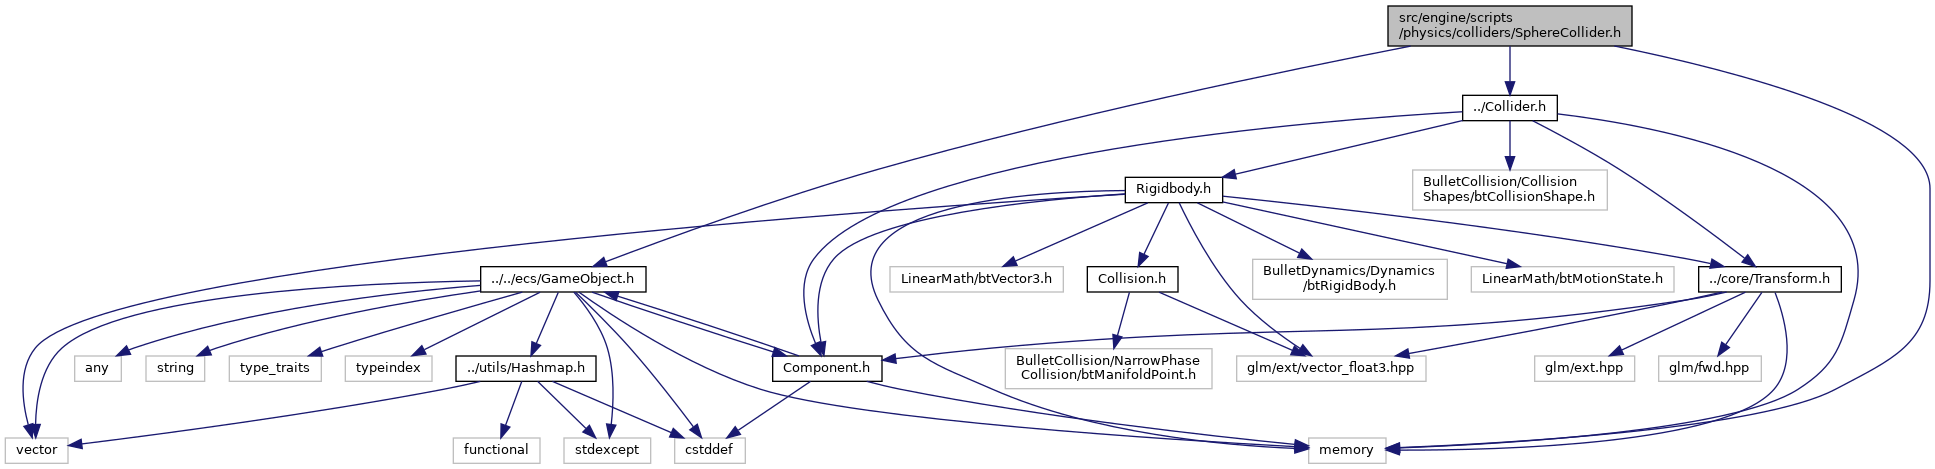 src/engine/scripts
/physics/colliders/SphereCollider.h
../Collider.h
Rigidbody.h
BulletCollision/Collision
Shapes/btCollisionShape.h
../../ecs/GameObject.h
LinearMath/btVector3.h
Collision.h
BulletDynamics/Dynamics
/btRigidBody.h
LinearMath/btMotionState.h
../core/Transform.h
any
string
type_traits
typeindex
../utils/Hashmap.h
Component.h
BulletCollision/NarrowPhase
Collision/btManifoldPoint.h
glm/ext/vector_float3.hpp
glm/ext.hpp
glm/fwd.hpp
vector
functional
stdexcept
cstddef
memory